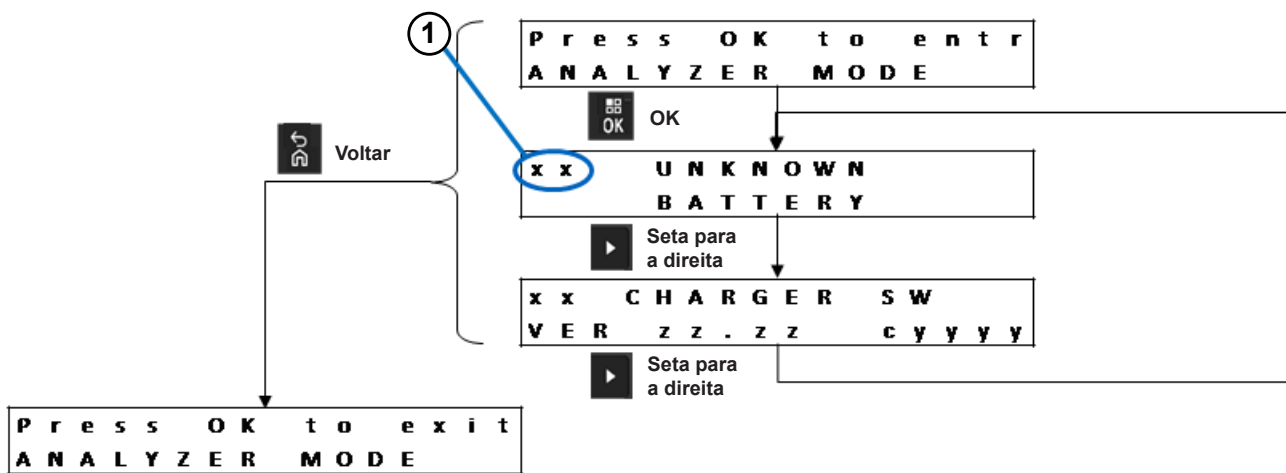 1
Press OK to entr
ANALYZER MODE
OK
OK
Voltar
xx UNKNOWN
BATTERY
Seta para
a direita
xx CHARGER SW
VER zz.zz cyyyy
Seta para
a direita
Press OK to exit
ANALYZER MODE